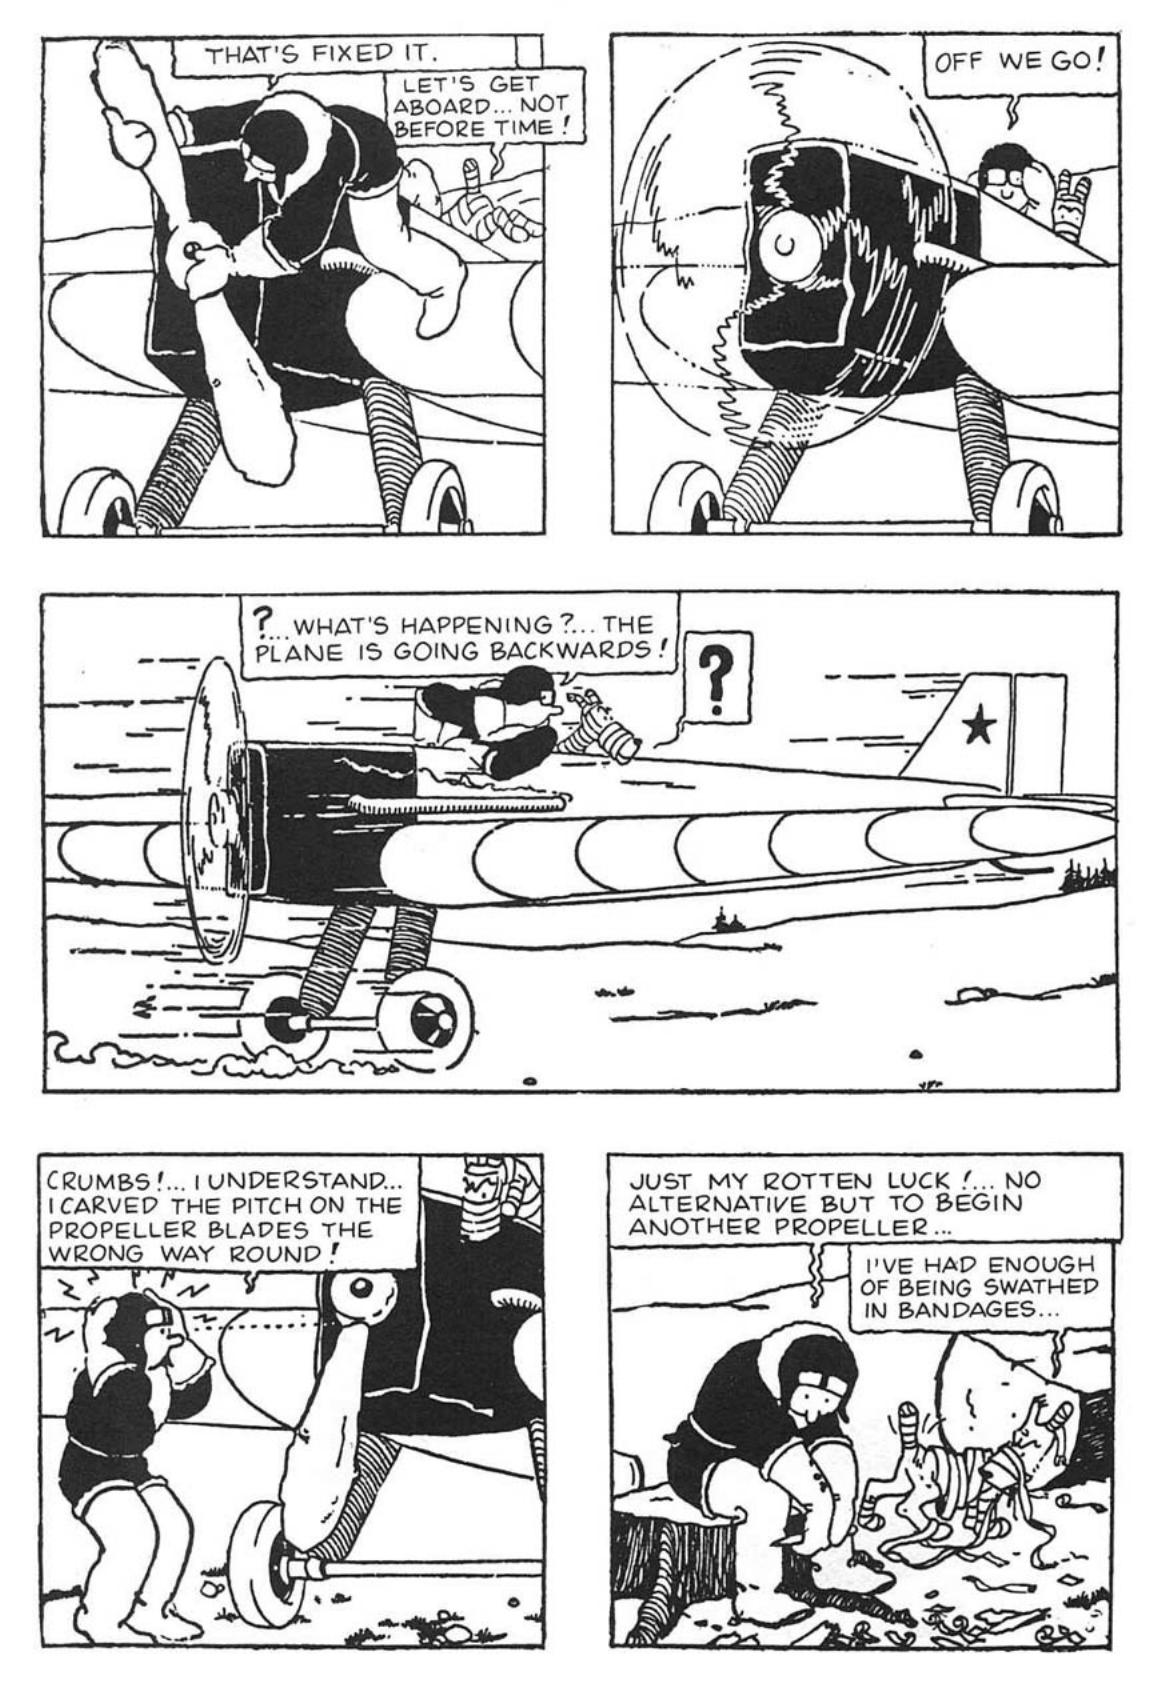 THAT'S FIXED IT.
LET'S GET
ABOARD... NOT
BEFORE TIME!
OFF WE GO!
?... WHAT'S HAPPENING?... THE
PLANE IS GOING BACKWARDS!
?
CRUMBS!... I UNDERSTAND...
I CARVED THE PITCH ON THE
PROPELLER BLADES THE
WRONG WAY ROUND!
JUST MY ROTTEN LUCK!... NO
ALTERNATIVE BUT TO BEGIN
ANOTHER PROPELLER...
I'VE HAD ENOUGH
OF BEING SWATHED
IN BANDAGES...